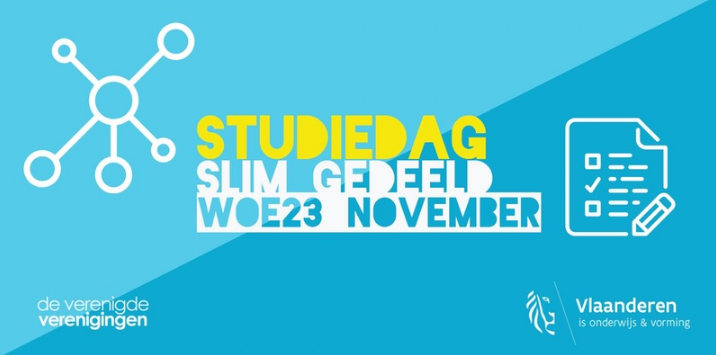 STUDIEDAG
SLIM GEDEELD
WOE23 NOVEMBER
de verenigde
verenigingen
Vlaanderen
is onderwijs & vorming